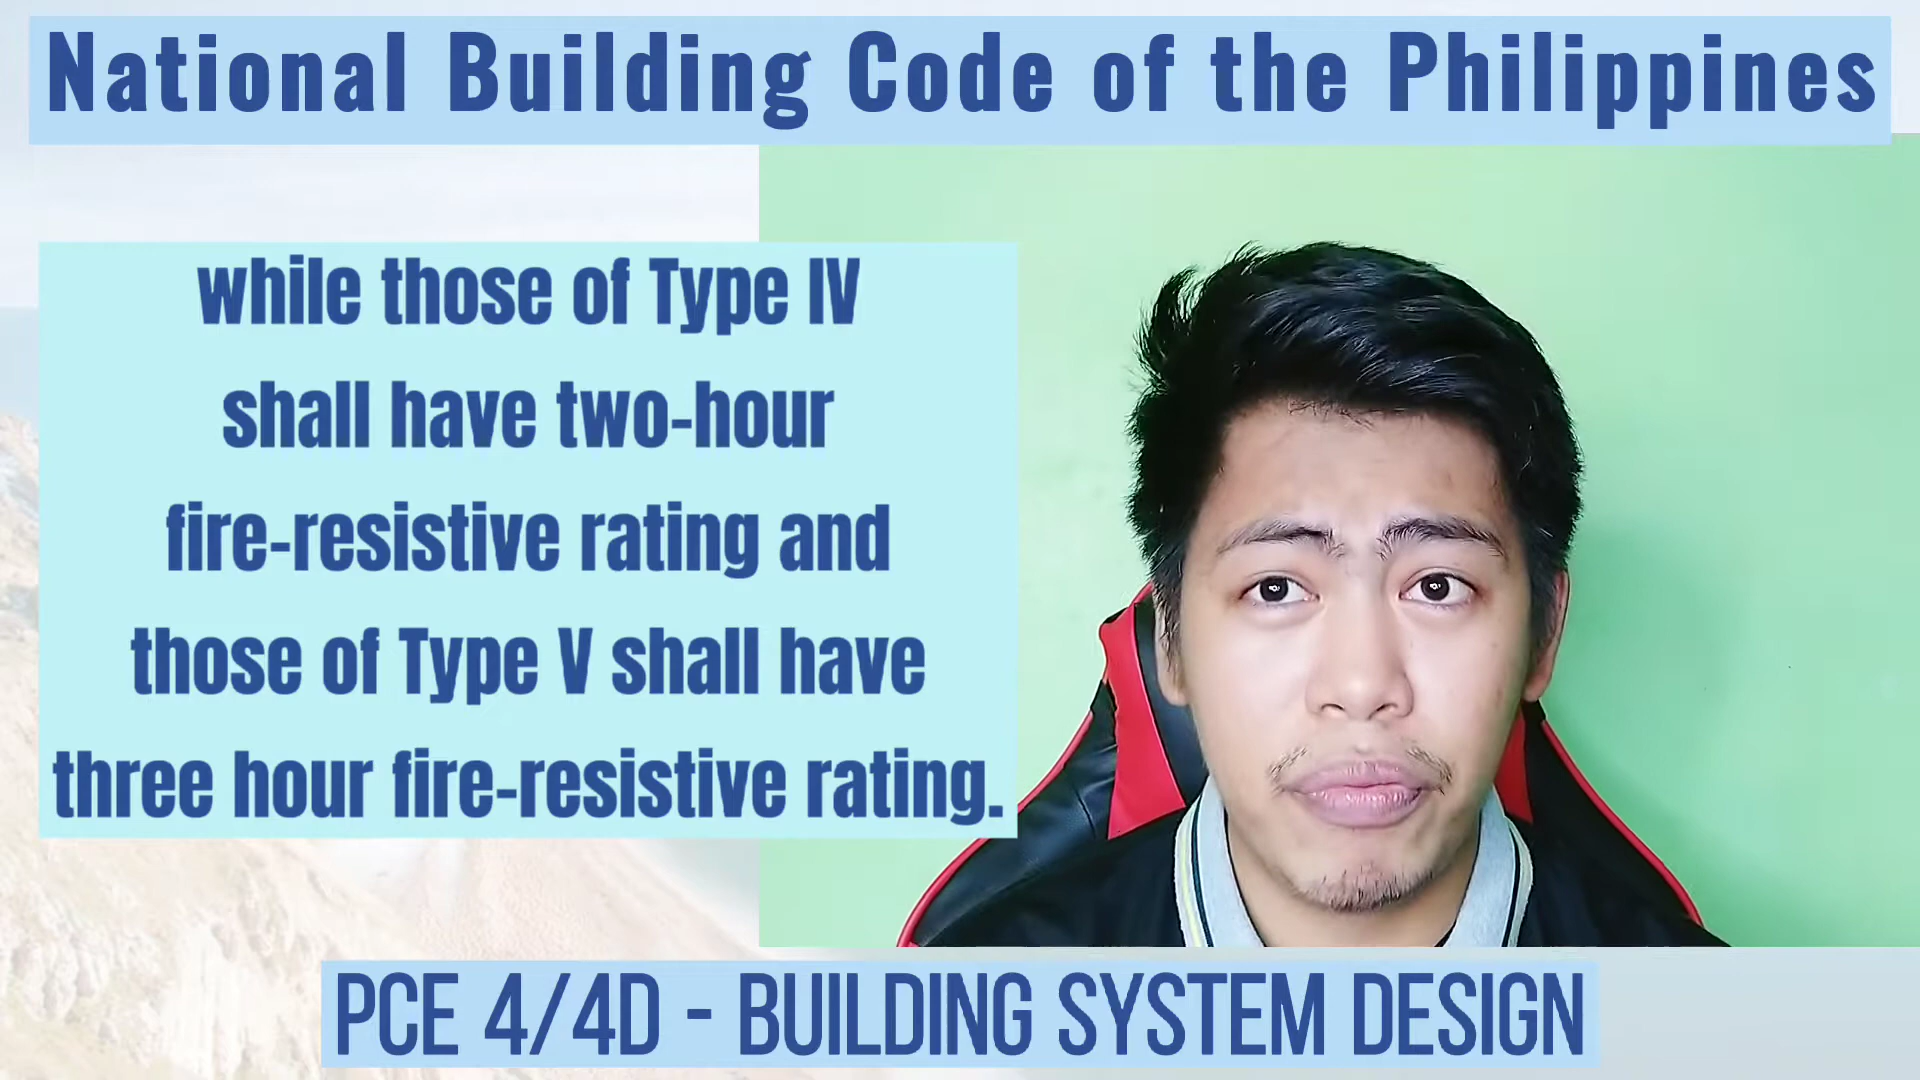 National Building Code of the Philippines
while those of Type IV
shall have two-hour
fire-resistive rating and
those of Type V shall have
three hour fire-resistive rating.
PCE 4/4D - BUILDING SYSTEM DESIGN